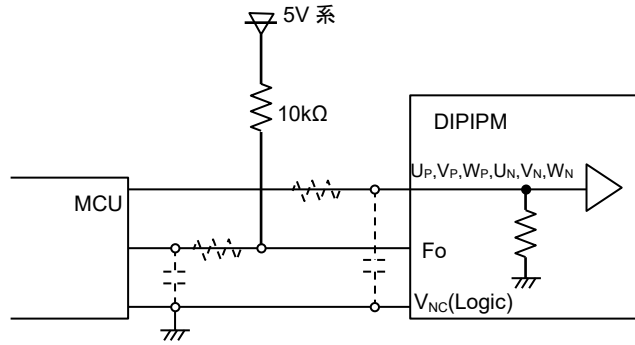 5V 系
10kΩ
DIPIPM
MCU
UP,VP,WP,UN,VN,WN
Fo
VNC(Logic)